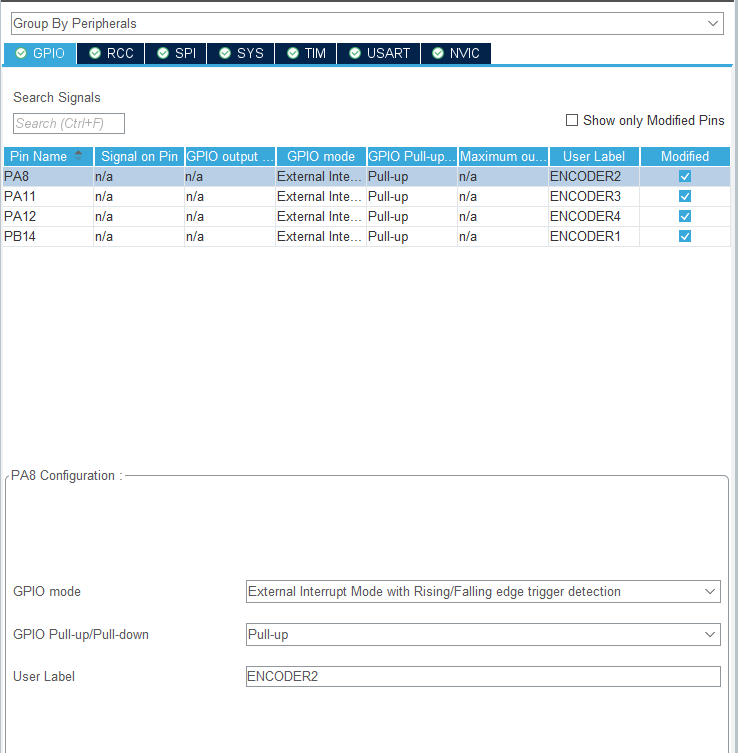 Group By Peripherals
GPIO RCC SPI SYS TIM USART NVIC
Search Signals
Search (Ctrl+F)
Show only Modified Pins
Pin Name Signal on Pin GPIO output ... GPIO mode GPIO Pull-up... Maximum ou... User Label Modified
PA8 n/a n/a External Inte... Pull-up n/a ENCODER2
PA11 n/a n/a External Inte... Pull-up n/a ENCODER3
PA12 n/a n/a External Inte... Pull-up n/a ENCODER4
PB14 n/a n/a External Inte... Pull-up n/a ENCODER1
PA8 Configuration :
GPIO mode External Interrupt Mode with Rising/Falling edge trigger detection
GPIO Pull-up/Pull-down Pull-up
User Label ENCODER2